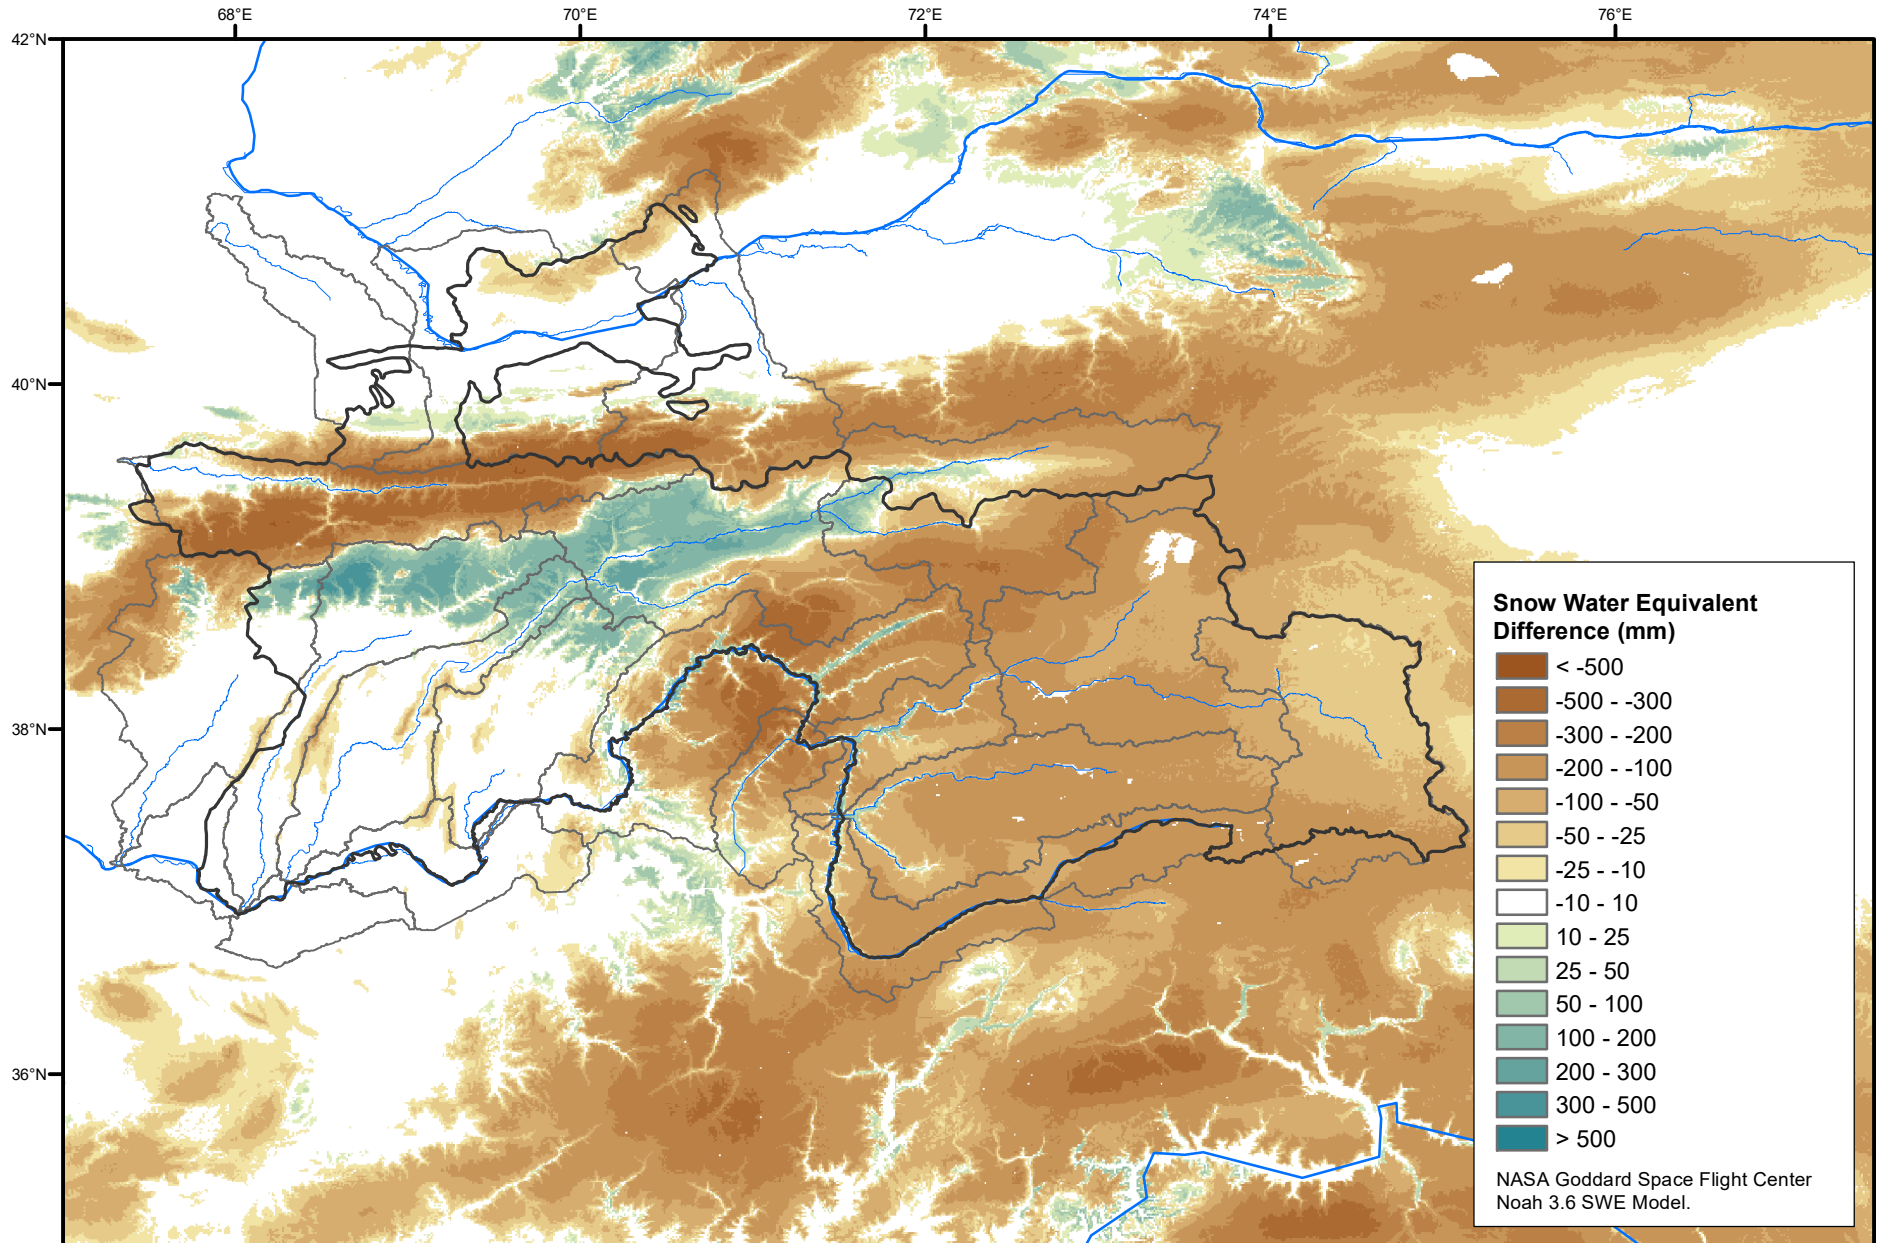 68°E 70°E 72°E 74°E 76°E
42°N
40°N
38°N
36°N
Snow Water Equivalent
Difference (mm)
< -500
-500 - -300
-300 - -200
-200 - -100
-100 - -50
-50 - -25
-25 - -10
-10 - 10
10 - 25
25 - 50
50 - 100
100 - 200
200 - 300
300 - 500
> 500
NASA Goddard Space Flight Center
Noah 3.6 SWE Model.